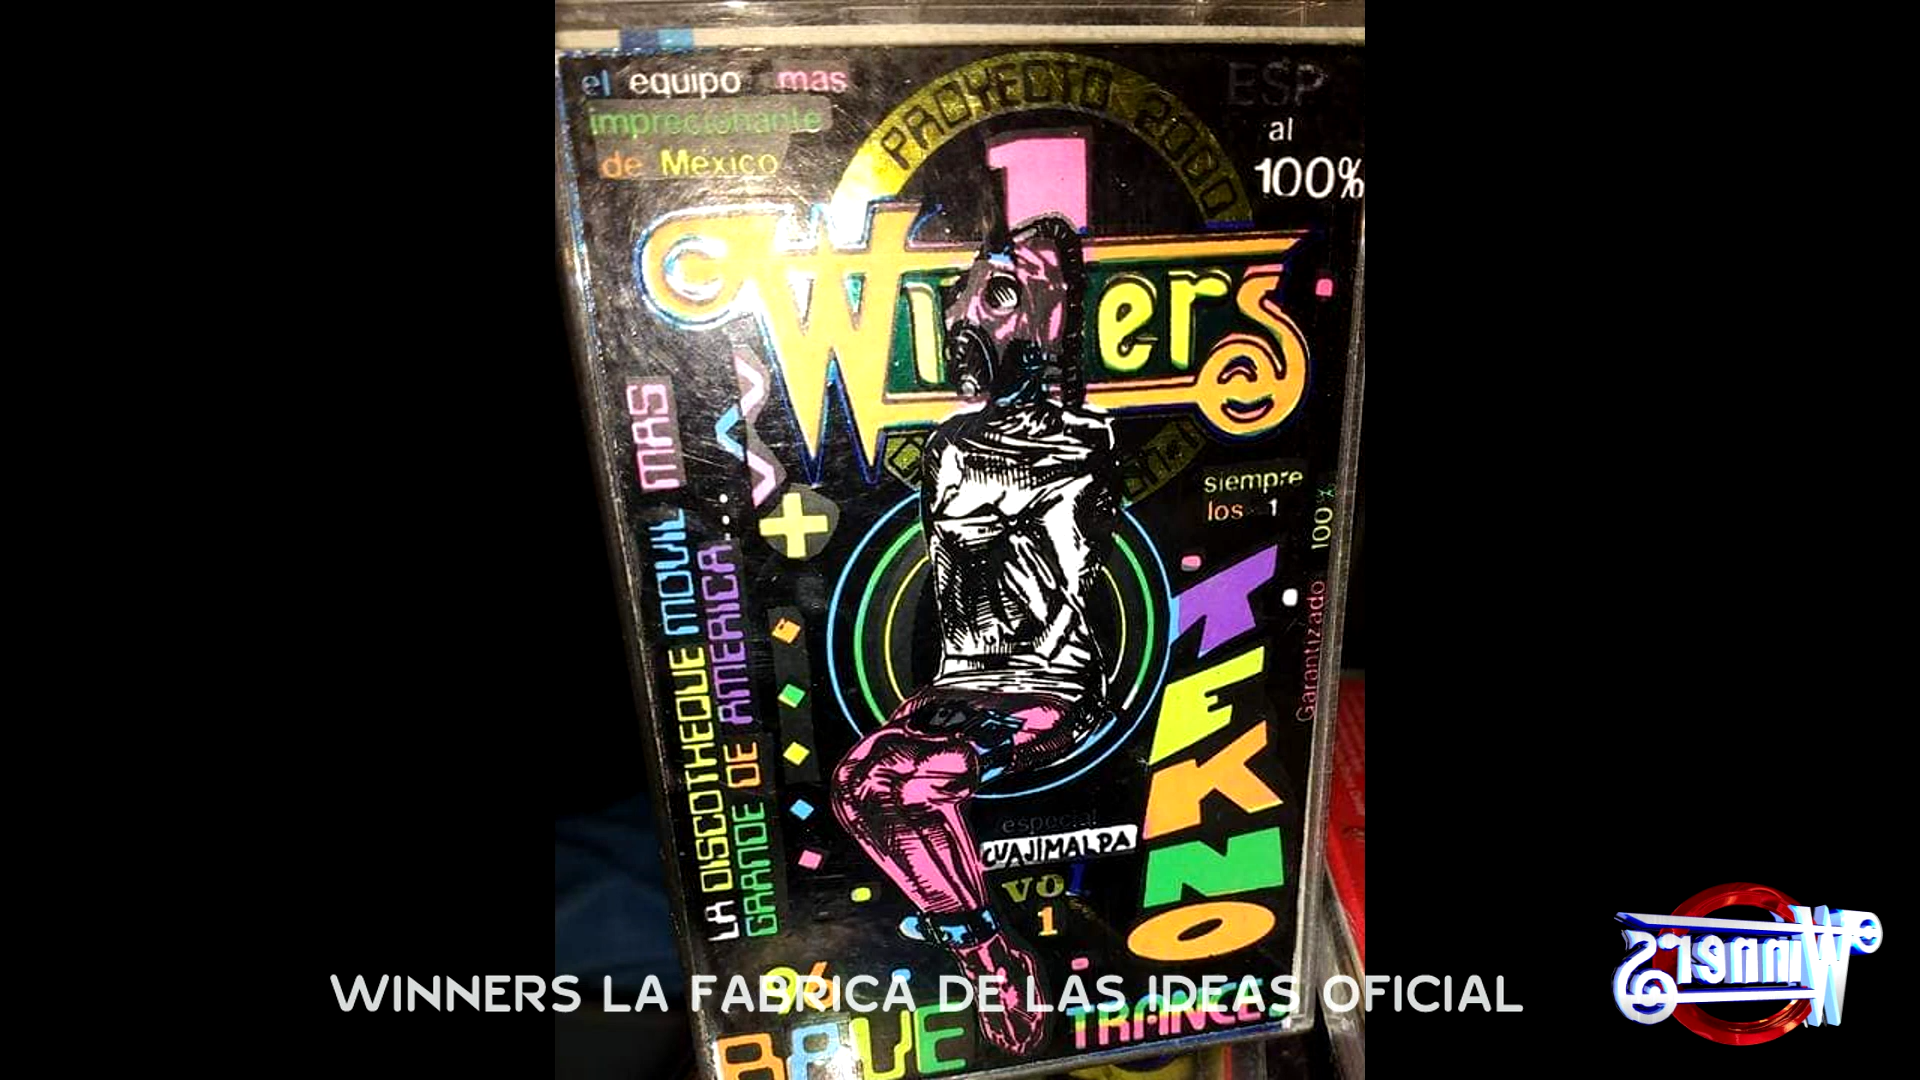 el equipo mas
imprecionante
de Mexico
PROYECTO 2000
ESP
al
100%
1
Winners
siempre
los 1
Garantizado 100%
LA DISCOTHEQUE MOVIL MAS
GRANDE DE AMERICA...
TEKNO
especial
CUAJIMALPA
vol.
1
%
RAVE
TRANCE
WINNERS LA FABRICA DE LAS IDEAS OFICIAL
Winners